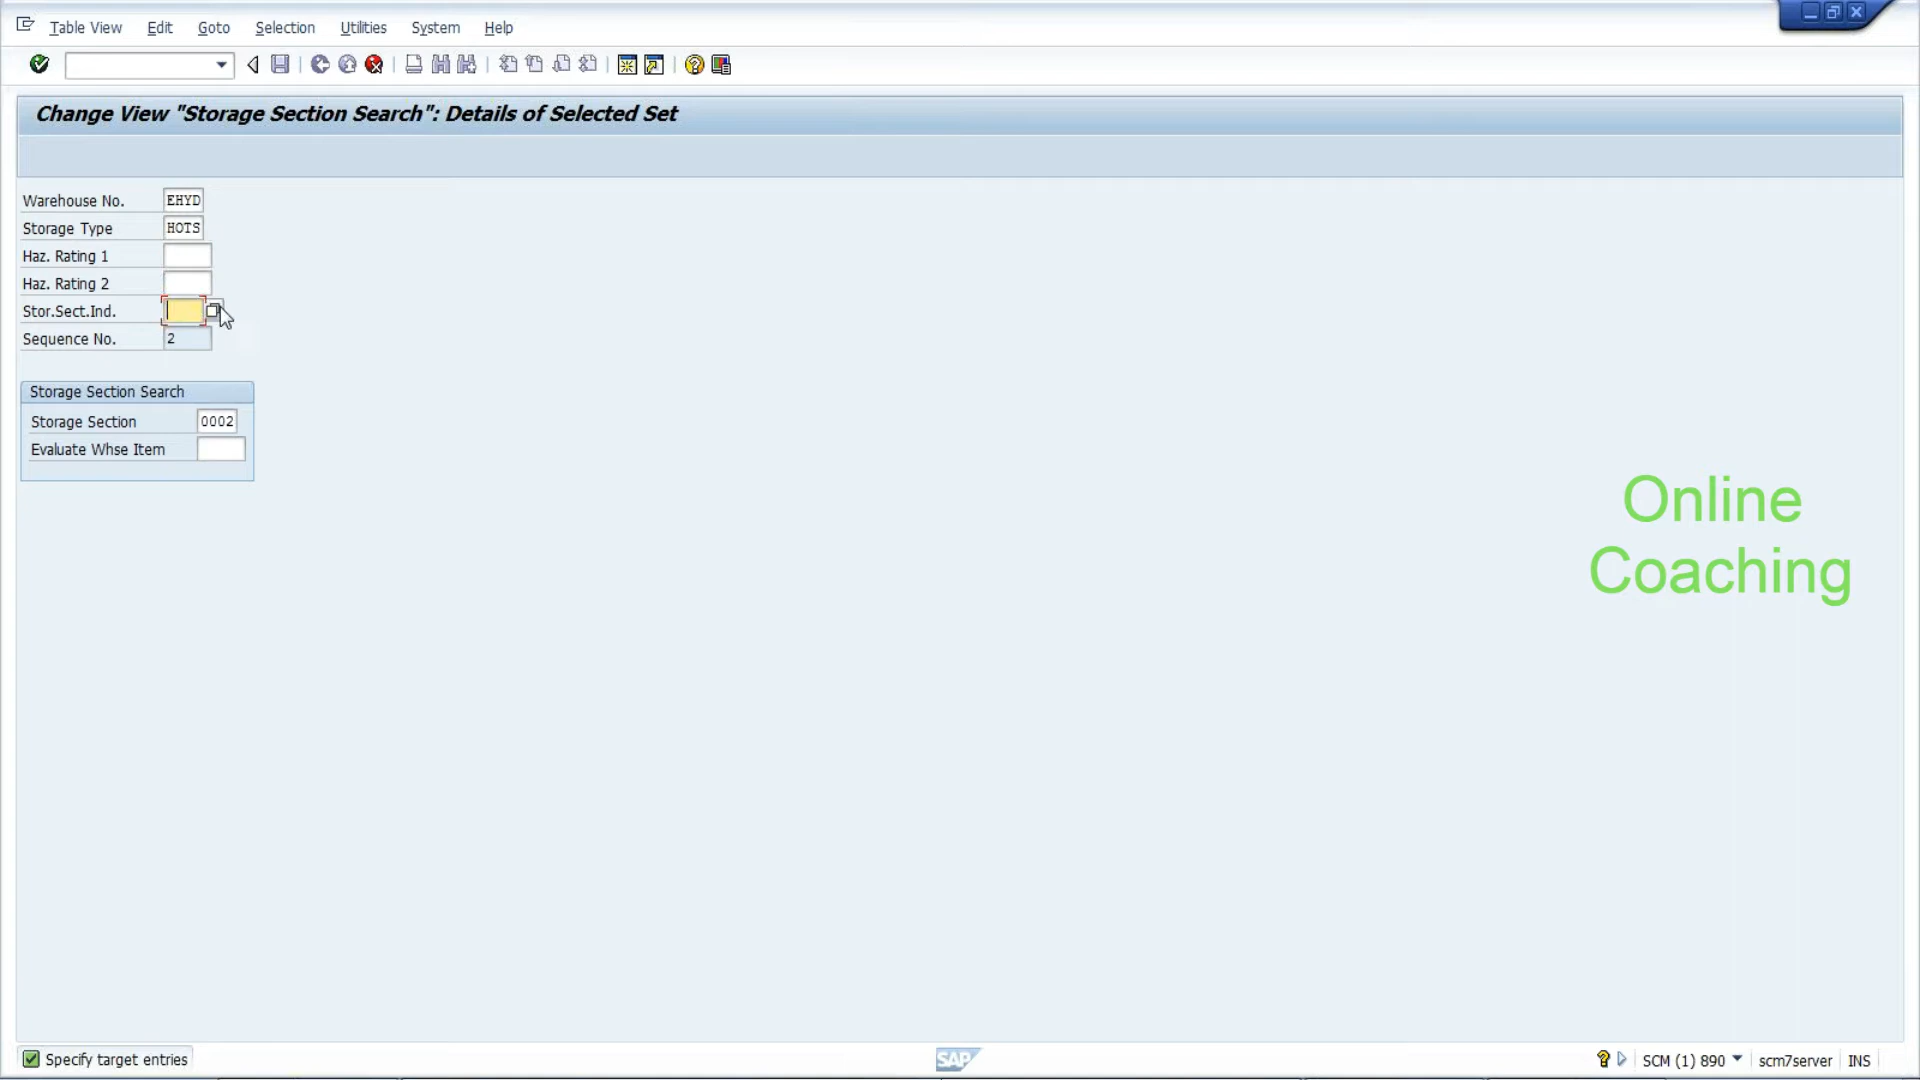 Table View Edit Goto Selection Utilities System Help
Change View "Storage Section Search": Details of Selected Set
Warehouse No. EHYD
Storage Type HOTS
Haz. Rating 1
Haz. Rating 2
Stor.Sect.Ind.
Sequence No. 2
Storage Section Search
Storage Section 0002
Evaluate Whse Item
Online
Coaching
Specify target entries
SAP
SCM (1) 890 scm7server INS